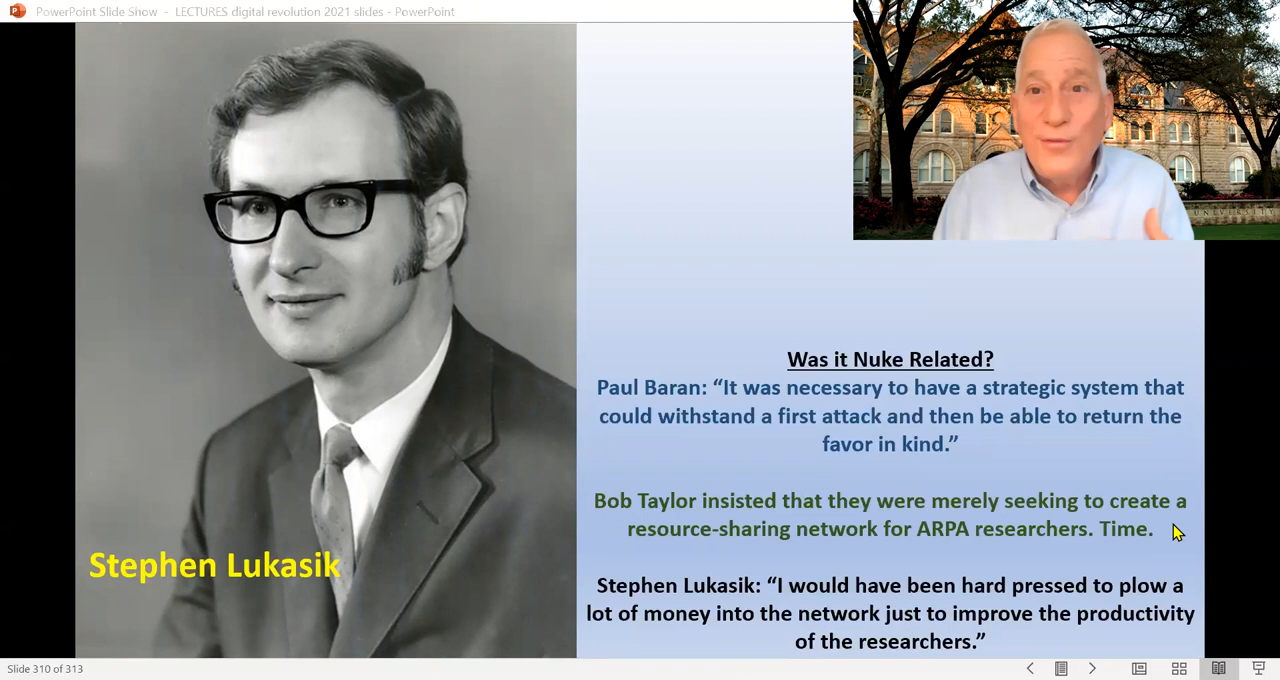 PowerPoint Slide Show - LECTURES digital revolution 2021 slides - PowerPoint
UNIVERSITY
Was it Nuke Related?
Paul Baran: “It was necessary to have a strategic system that
could withstand a first attack and then be able to return the
favor in kind.”
Bob Taylor insisted that they were merely seeking to create a
resource-sharing network for ARPA researchers. Time.
Stephen Lukasik
Stephen Lukasik: “I would have been hard pressed to plow a
lot of money into the network just to improve the productivity
of the researchers.”
Slide 310 of 313